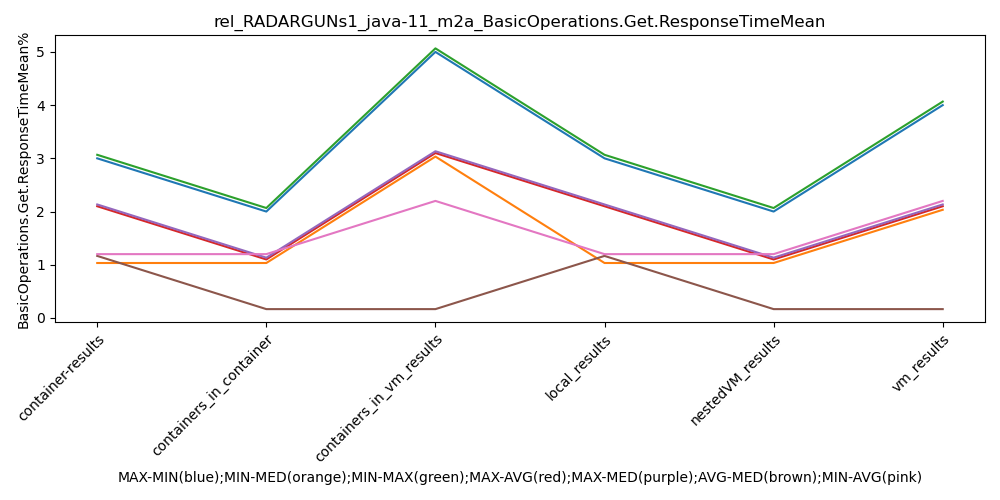 rel_RADARGUNs1_java-11_m2a_BasicOperations.Get.ResponseTimeMean
BasicOperations.Get.ResponseTimeMean%
5
4
3
2
1
0
container-results
containers_in_container
containers_in_vm_results
local_results
nestedVM_results
vm_results
MAX-MIN(blue);MIN-MED(orange);MIN-MAX(green);MAX-AVG(red);MAX-MED(purple);AVG-MED(brown);MIN-AVG(pink)